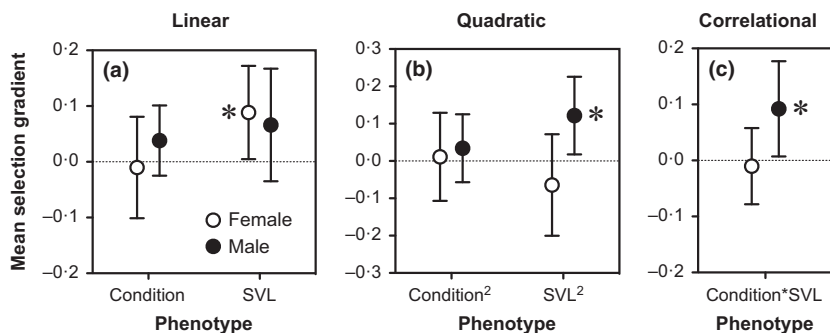 Linear
Quadratic
Correlational
Mean selection gradient
0·2
0·1
0·0
–0·1
–0·2
(a)
*
Female
Male
Condition
SVL
Phenotype
0·3
0·2
0·1
0·0
–0·1
–0·2
–0·3
(b)
*
Condition²
SVL²
Phenotype
0·2
0·1
0·0
–0·1
–0·2
(c)
*
Condition*SVL
Phenotype